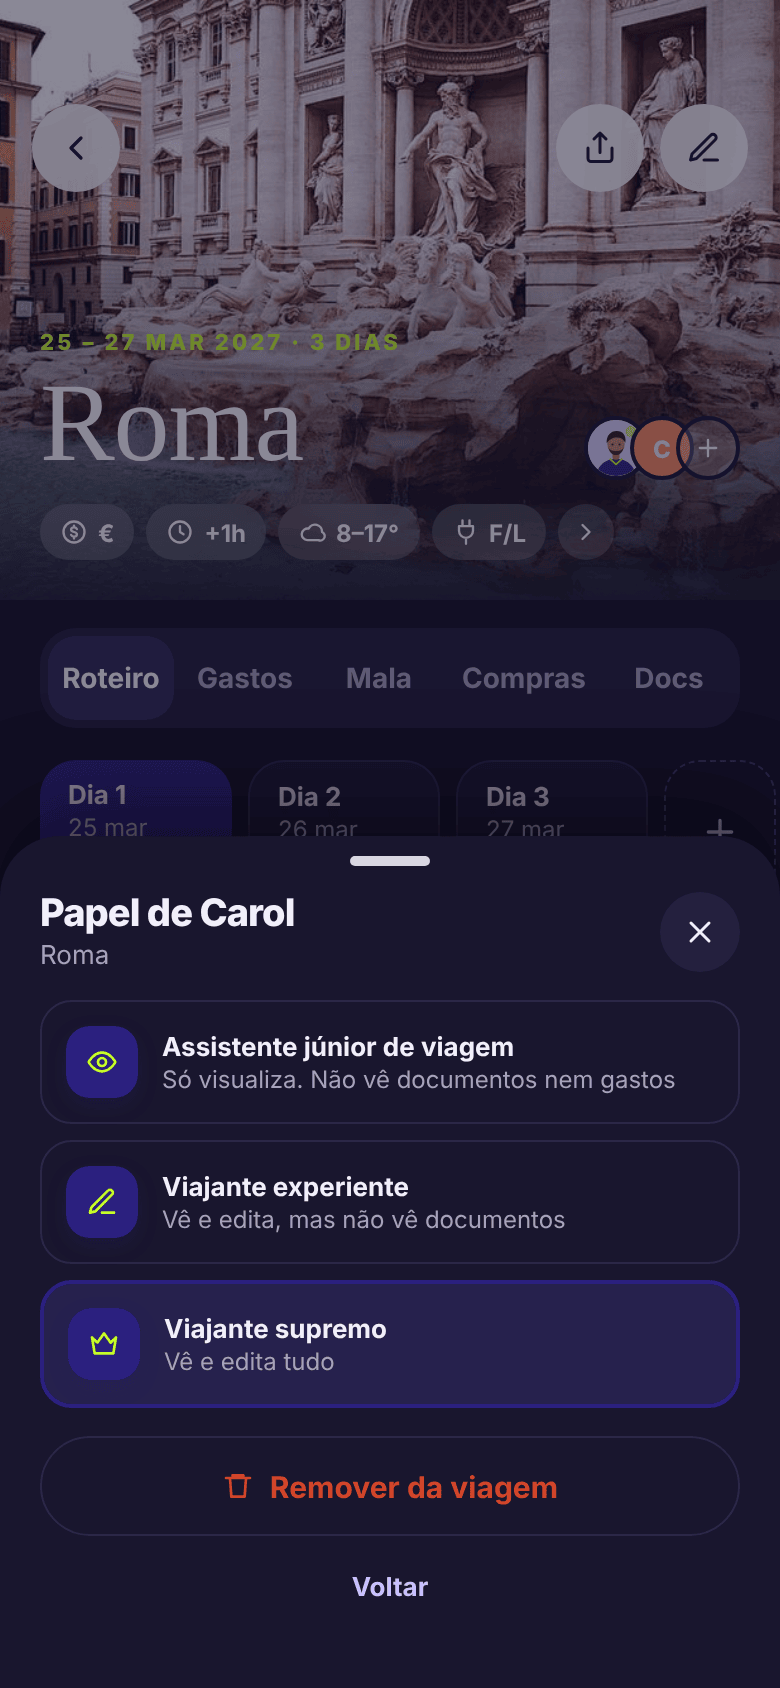 25 – 27 MAR 2027 · 3 DIAS
Roma
C
€
+1h
8–17°
F/L
Roteiro
Gastos
Mala
Compras
Docs
Dia 1
25 mar
Dia 2
26 mar
Dia 3
27 mar
Papel de Carol
Roma
Assistente júnior de viagem
Só visualiza. Não vê documentos nem gastos
Viajante experiente
Vê e edita, mas não vê documentos
Viajante supremo
Vê e edita tudo
Remover da viagem
Voltar